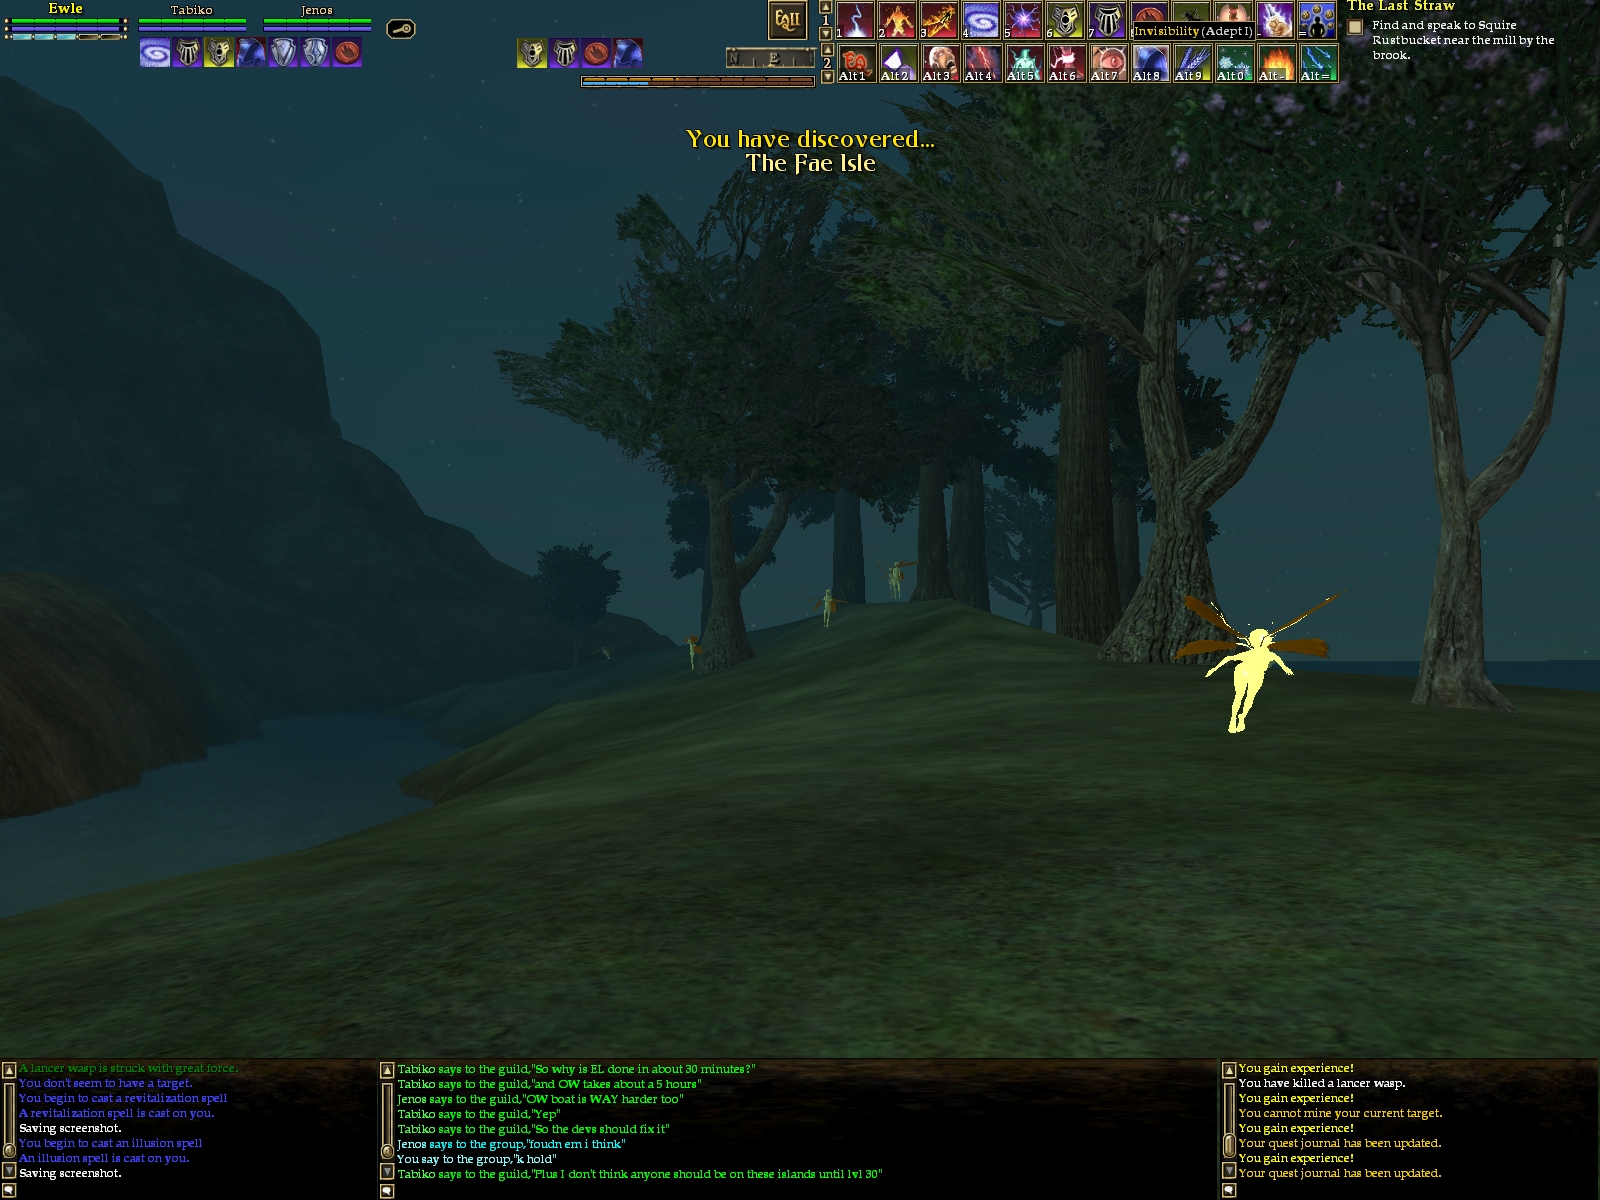 Ewle
Tabiko
Jenos
EQII
1
1
2
3
4
5
6
7
=
Invisibility (Adept I)
The Last Straw
Find and speak to Squire
Rustbucket near the mill by the
brook.
N E
2
Alt1
Alt2
Alt3
Alt4
Alt5
Alt6
Alt7
Alt8
Alt9
Alt0
Alt-
Alt=
You have discovered...
The Fae Isle
A lancer wasp is struck with great force.
You don't seem to have a target.
You begin to cast a revitalization spell
A revitalization spell is cast on you.
Saving screenshot.
You begin to cast an illusion spell
An illusion spell is cast on you.
Saving screenshot.
Tabiko says to the guild,"So why is EL done in about 30 minutes?"
Tabiko says to the guild,"and OW takes about a 5 hours"
Jenos says to the guild,"OW boat is WAY harder too"
Tabiko says to the guild,"Yep"
Tabiko says to the guild,"So the devs should fix it"
Jenos says to the group,"foudn em i think"
You say to the group,"k hold"
Tabiko says to the guild,"Plus I don't think anyone should be on these islands until lvl 30"
You gain experience!
You have killed a lancer wasp.
You gain experience!
You cannot mine your current target.
You gain experience!
Your quest journal has been updated.
You gain experience!
Your quest journal has been updated.